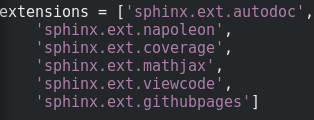 extensions = ['sphinx.ext.autodoc',
    'sphinx.ext.napoleon',
    'sphinx.ext.coverage',
    'sphinx.ext.mathjax',
    'sphinx.ext.viewcode',
    'sphinx.ext.githubpages']